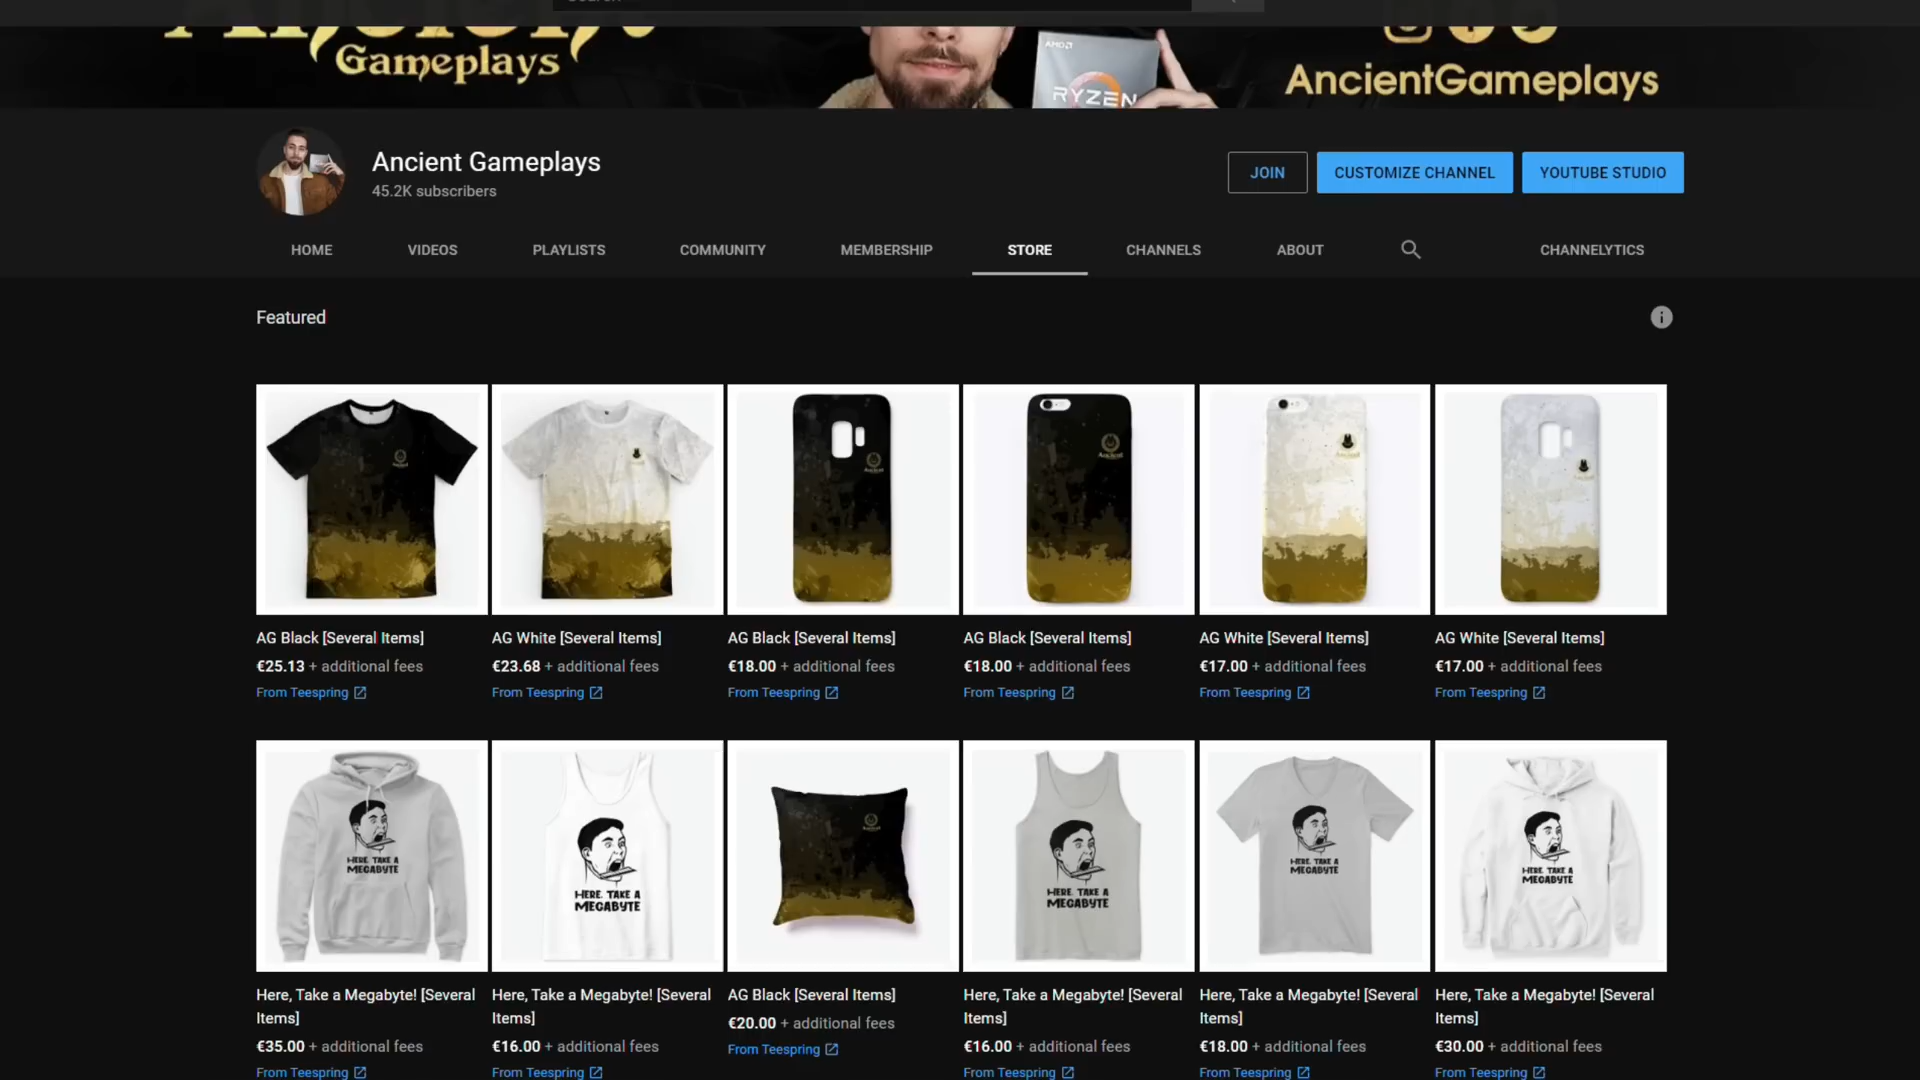 Ancient
Gameplays
AMD
RYZEN
AncientGameplays
Ancient Gameplays
45.2K subscribers
JOIN
CUSTOMIZE CHANNEL
YOUTUBE STUDIO
HOME
VIDEOS
PLAYLISTS
COMMUNITY
MEMBERSHIP
STORE
CHANNELS
ABOUT
CHANNELYTICS
Featured
Ancient
Ancient
AG Black [Several Items]
€25.13 + additional fees
From Teespring
AG White [Several Items]
€23.68 + additional fees
From Teespring
AG Black [Several Items]
€18.00 + additional fees
From Teespring
AG Black [Several Items]
€18.00 + additional fees
From Teespring
AG White [Several Items]
€17.00 + additional fees
From Teespring
AG White [Several Items]
€17.00 + additional fees
From Teespring
HERE, TAKE A
MEGABYTE
HERE, TAKE A
MEGABYTE
HERE, TAKE A
MEGABYTE
HERE, TAKE A
MEGABYTE
HERE, TAKE A
MEGABYTE
Here, Take a Megabyte! [Several
Items]
€35.00 + additional fees
From Teespring
Here, Take a Megabyte! [Several
Items]
€16.00 + additional fees
From Teespring
AG Black [Several Items]
€20.00 + additional fees
From Teespring
Here, Take a Megabyte! [Several
Items]
€16.00 + additional fees
From Teespring
Here, Take a Megabyte! [Several
Items]
€18.00 + additional fees
From Teespring
Here, Take a Megabyte! [Several
Items]
€30.00 + additional fees
From Teespring